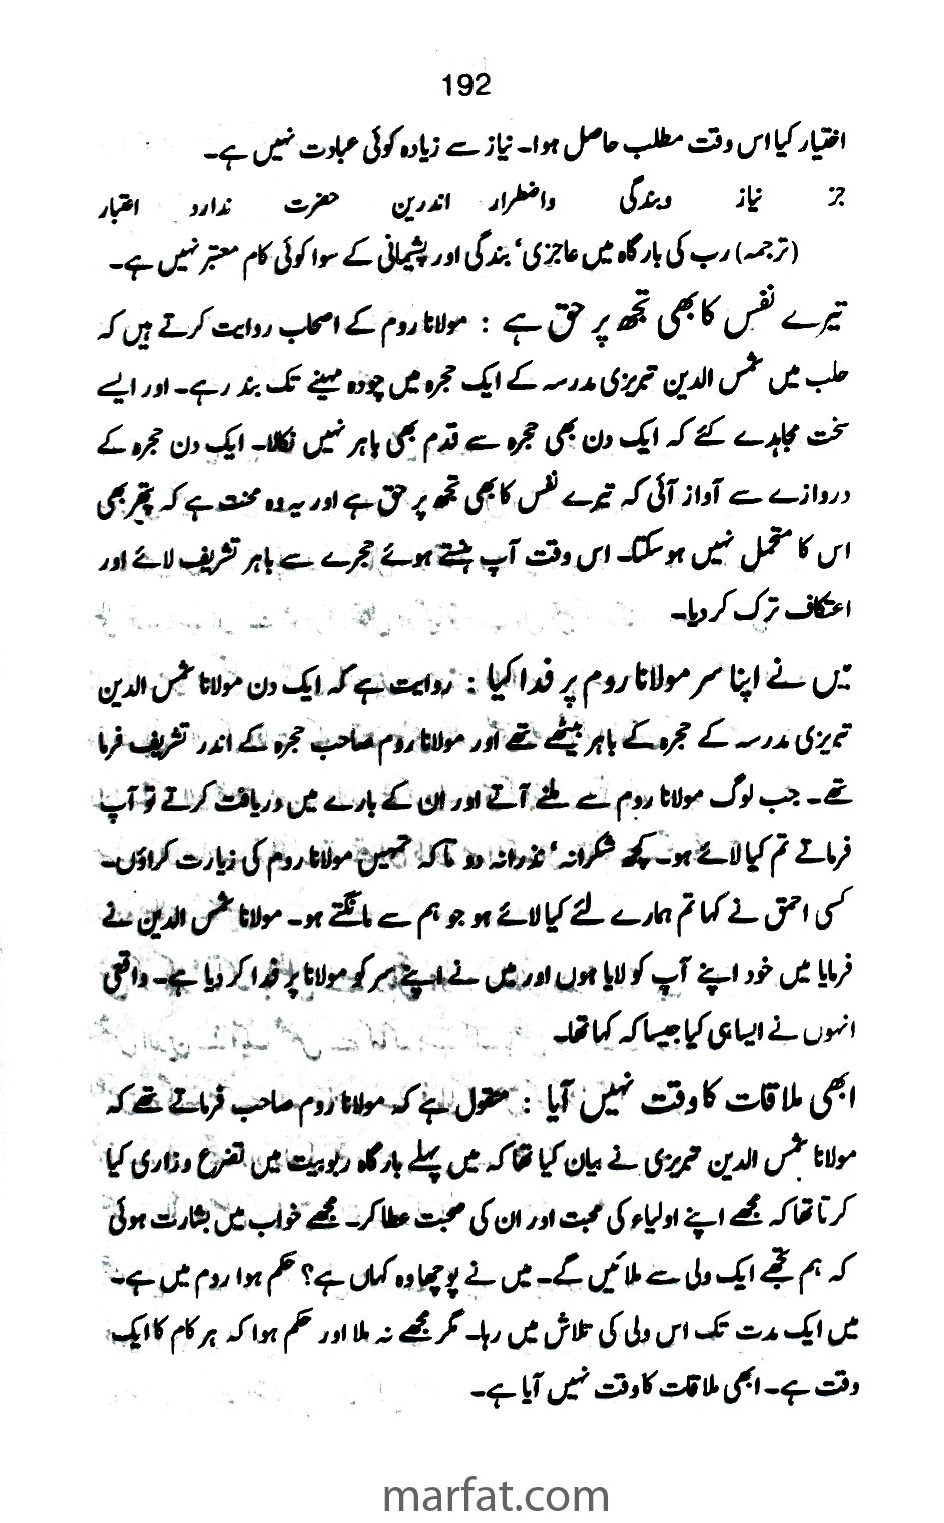 192
اختیار کیا اس وقت مطلب حاصل ہوا۔ نیاز سے زیادہ کوئی عبادت نہیں ہے۔
جز نیاز وبندگی واضطرار اندرین حضرت ندارد اعتبار
(ترجمہ) رب کی بارگاہ میں عاجزی‘ بندگی اور پشیمانی کے سوا کوئی کام معتبر نہیں ہے۔
تیرے نفس کا بھی تجھ پر حق ہے : مولانا روم کے اصحاب روایت کرتے ہیں کہ
حلب میں شمس الدین تبریزی مدرسہ کے ایک حجرہ میں چودہ مہینے تک بند رہے۔ اور ایسے
سخت مجاہدے کئے کہ ایک دن بھی حجرہ سے قدم بھی باہر نہیں نکالا۔ ایک دن حجرہ کے
دروازے سے آواز آئی کہ تیرے نفس کا بھی تجھ پر حق ہے اور یہ وہ محنت ہے کہ پتھر بھی
اس کا متحمل نہیں ہو سکتا۔ اس وقت آپ ہنستے ہوئے حجرے سے باہر تشریف لائے اور
اعتکاف ترک کر دیا۔
میں نے اپنا سر مولانا روم پر فدا کیا : روایت ہے کہ ایک دن مولانا شمس الدین
تبریزی مدرسہ کے حجرہ کے باہر بیٹھے تھے اور مولانا روم صاحب حجرہ کے اندر تشریف فرما
تھے۔ جب لوگ مولانا روم سے ملنے آتے اور ان کے بارے میں دریافت کرتے تو آپ
فرماتے تم کیا لائے ہو۔ کچھ شکرانہ‘ نذرانہ دو تاکہ تمہیں مولانا روم کی زیارت کراؤں۔
کسی احمق نے کہا تم ہمارے لئے کیا لائے ہو جو ہم سے مانگتے ہو۔ مولانا شمس الدین نے
فرمایا میں خود اپنے آپ کو لایا ہوں اور میں نے اپنے سر کو مولانا پر فدا کر دیا ہے۔ واقعی
انہوں نے ایسا ہی کیا جیسا کہ کہا تھا۔
ابھی ملاقات کا وقت نہیں آیا : منقول ہے کہ مولانا روم صاحب فرماتے تھے کہ
مولانا شمس الدین تبریزی نے بیان کیا تھا کہ میں پہلے بارگاہ ربوبیت میں تضرع وزاری کیا
کرتا تھا کہ مجھے اپنے اولیاء کی محبت اور ان کی صحبت عطا کر۔ مجھے خواب میں بشارت ہوئی
کہ ہم تجھے ایک ولی سے ملائیں گے۔ میں نے پوچھا وہ کہاں ہے؟ حکم ہوا روم میں ہے۔
میں ایک مدت تک اس ولی کی تلاش میں رہا۔ مگر مجھے نہ ملا اور حکم ہوا کہ ہر کام کا ایک
وقت ہے۔ ابھی ملاقات کا وقت نہیں آیا ہے۔
marfat.com